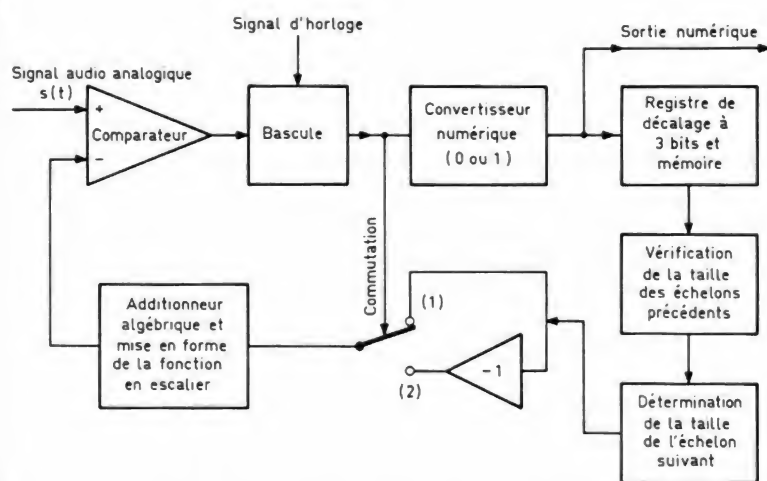 Signal d'horloge
Sortie numérique
Signal audio analogique
s(t)
+
Comparateur
−
Bascule
Convertisseur
numérique
(0 ou 1)
Registre de
décalage à
3 bits et
mémoire
Commutation
Vérification
de la taille
des échelons
précédents
Additionneur
algébrique et
mise en forme
de la fonction
en escalier
(1)
(2)
−1
Détermination
de la taille
de l'échelon
suivant